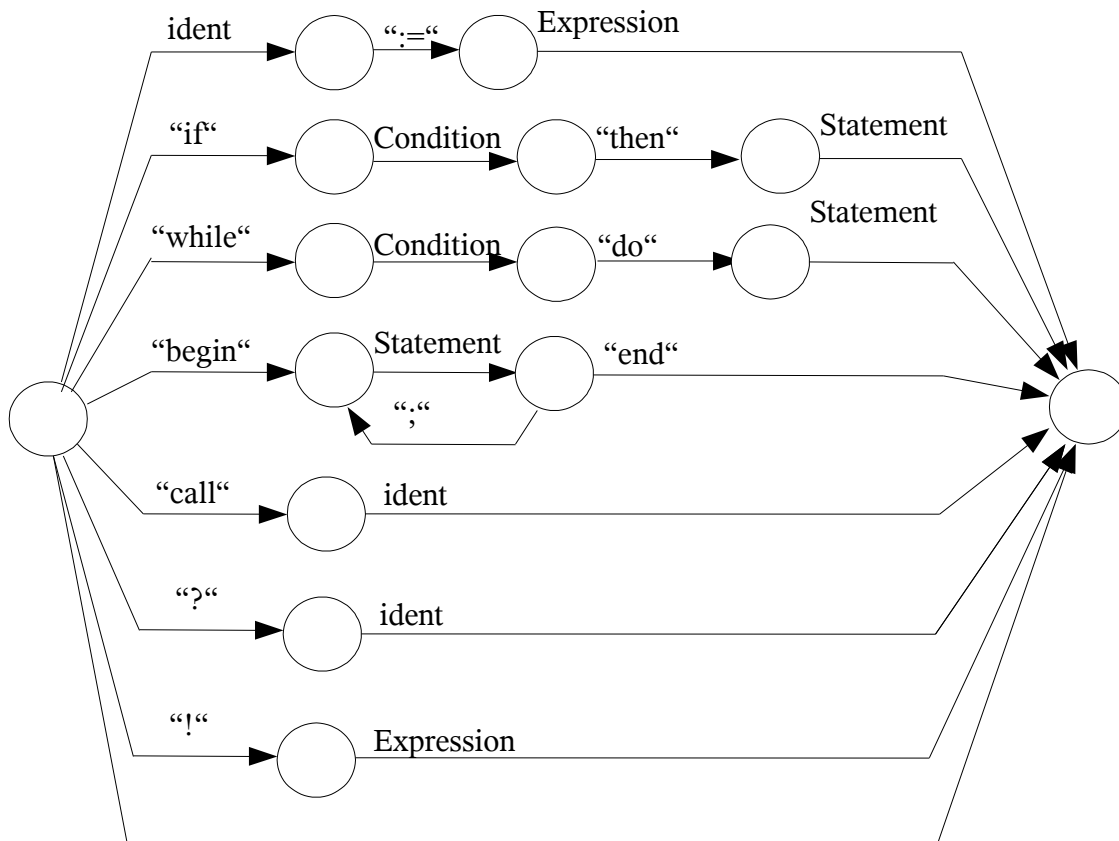 ident “:=“ Expression
“if“ Condition “then“ Statement
“while“ Condition “do“ Statement
“begin“ Statement “end“
“;“
“call“ ident
“?“ ident
“!“ Expression